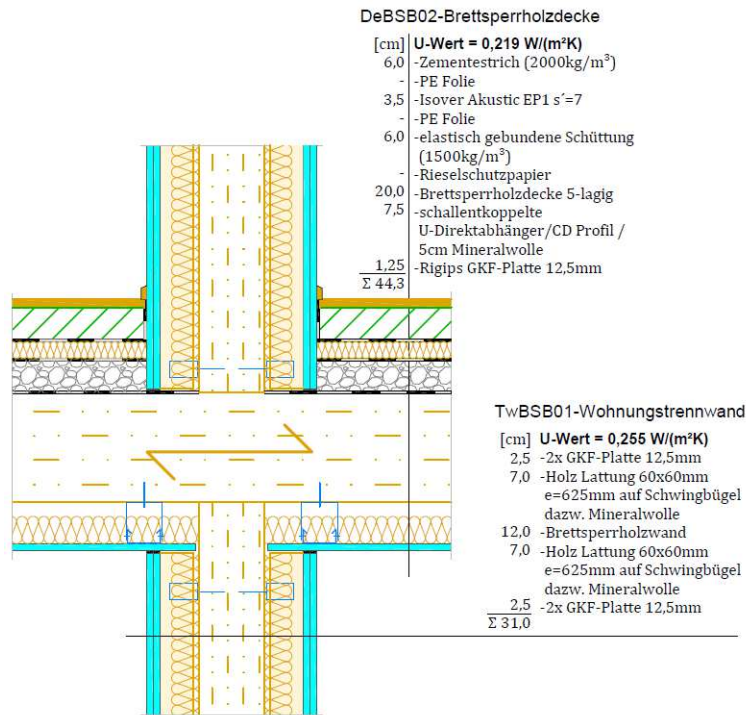 DeBSB02-Brettsperrholzdecke
[cm] U-Wert = 0,219 W/(m²K)
6,0 -Zementestrich (2000kg/m³)
- -PE Folie
3,5 -Isover Akustic EP1 s´=7
- -PE Folie
6,0 -elastisch gebundene Schüttung
(1500kg/m³)
- -Rieselschutzpapier
20,0 -Brettsperrholzdecke 5-lagig
7,5 -schallentkoppelte
U-Direktabhänger/CD Profil /
5cm Mineralwolle
1,25 -Rigips GKF-Platte 12,5mm
Σ 44,3
TwBSB01-Wohnungstrennwand
[cm] U-Wert = 0,255 W/(m²K)
2,5 -2x GKF-Platte 12,5mm
7,0 -Holz Lattung 60x60mm
e=625mm auf Schwingbügel
dazw. Mineralwolle
12,0 -Brettsperrholzwand
7,0 -Holz Lattung 60x60mm
e=625mm auf Schwingbügel
dazw. Mineralwolle
2,5 -2x GKF-Platte 12,5mm
Σ 31,0